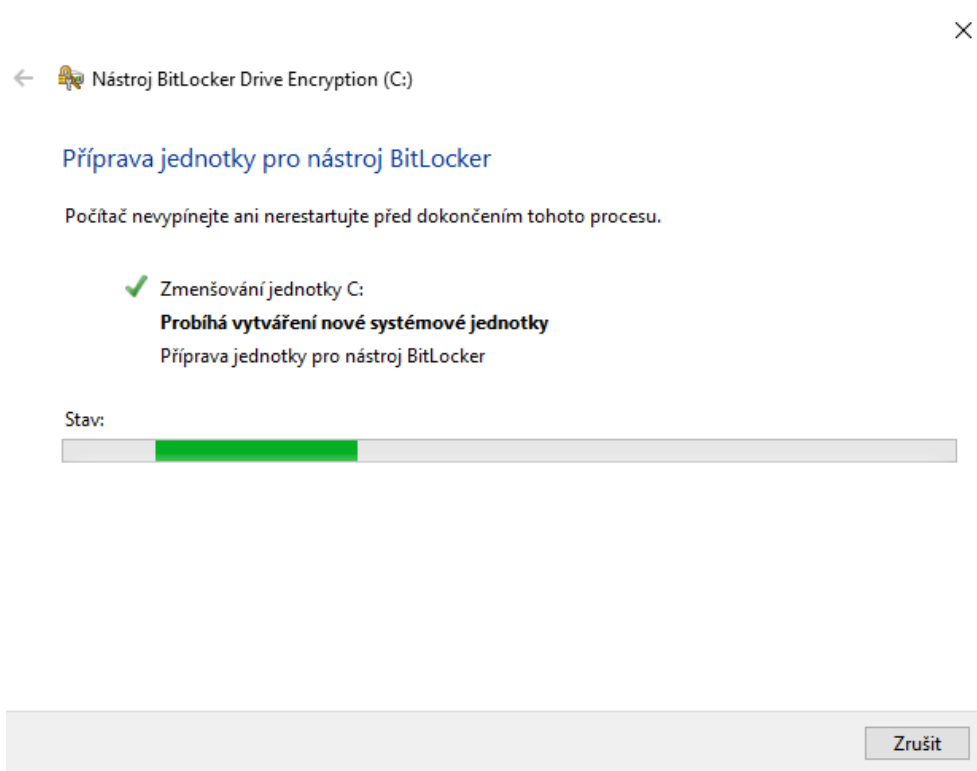 Nástroj BitLocker Drive Encryption (C:)
Příprava jednotky pro nástroj BitLocker
Počítač nevypínejte ani nerestartujte před dokončením tohoto procesu.
Zmenšování jednotky C:
Probíhá vytváření nové systémové jednotky
Příprava jednotky pro nástroj BitLocker
Stav:
Zrušit